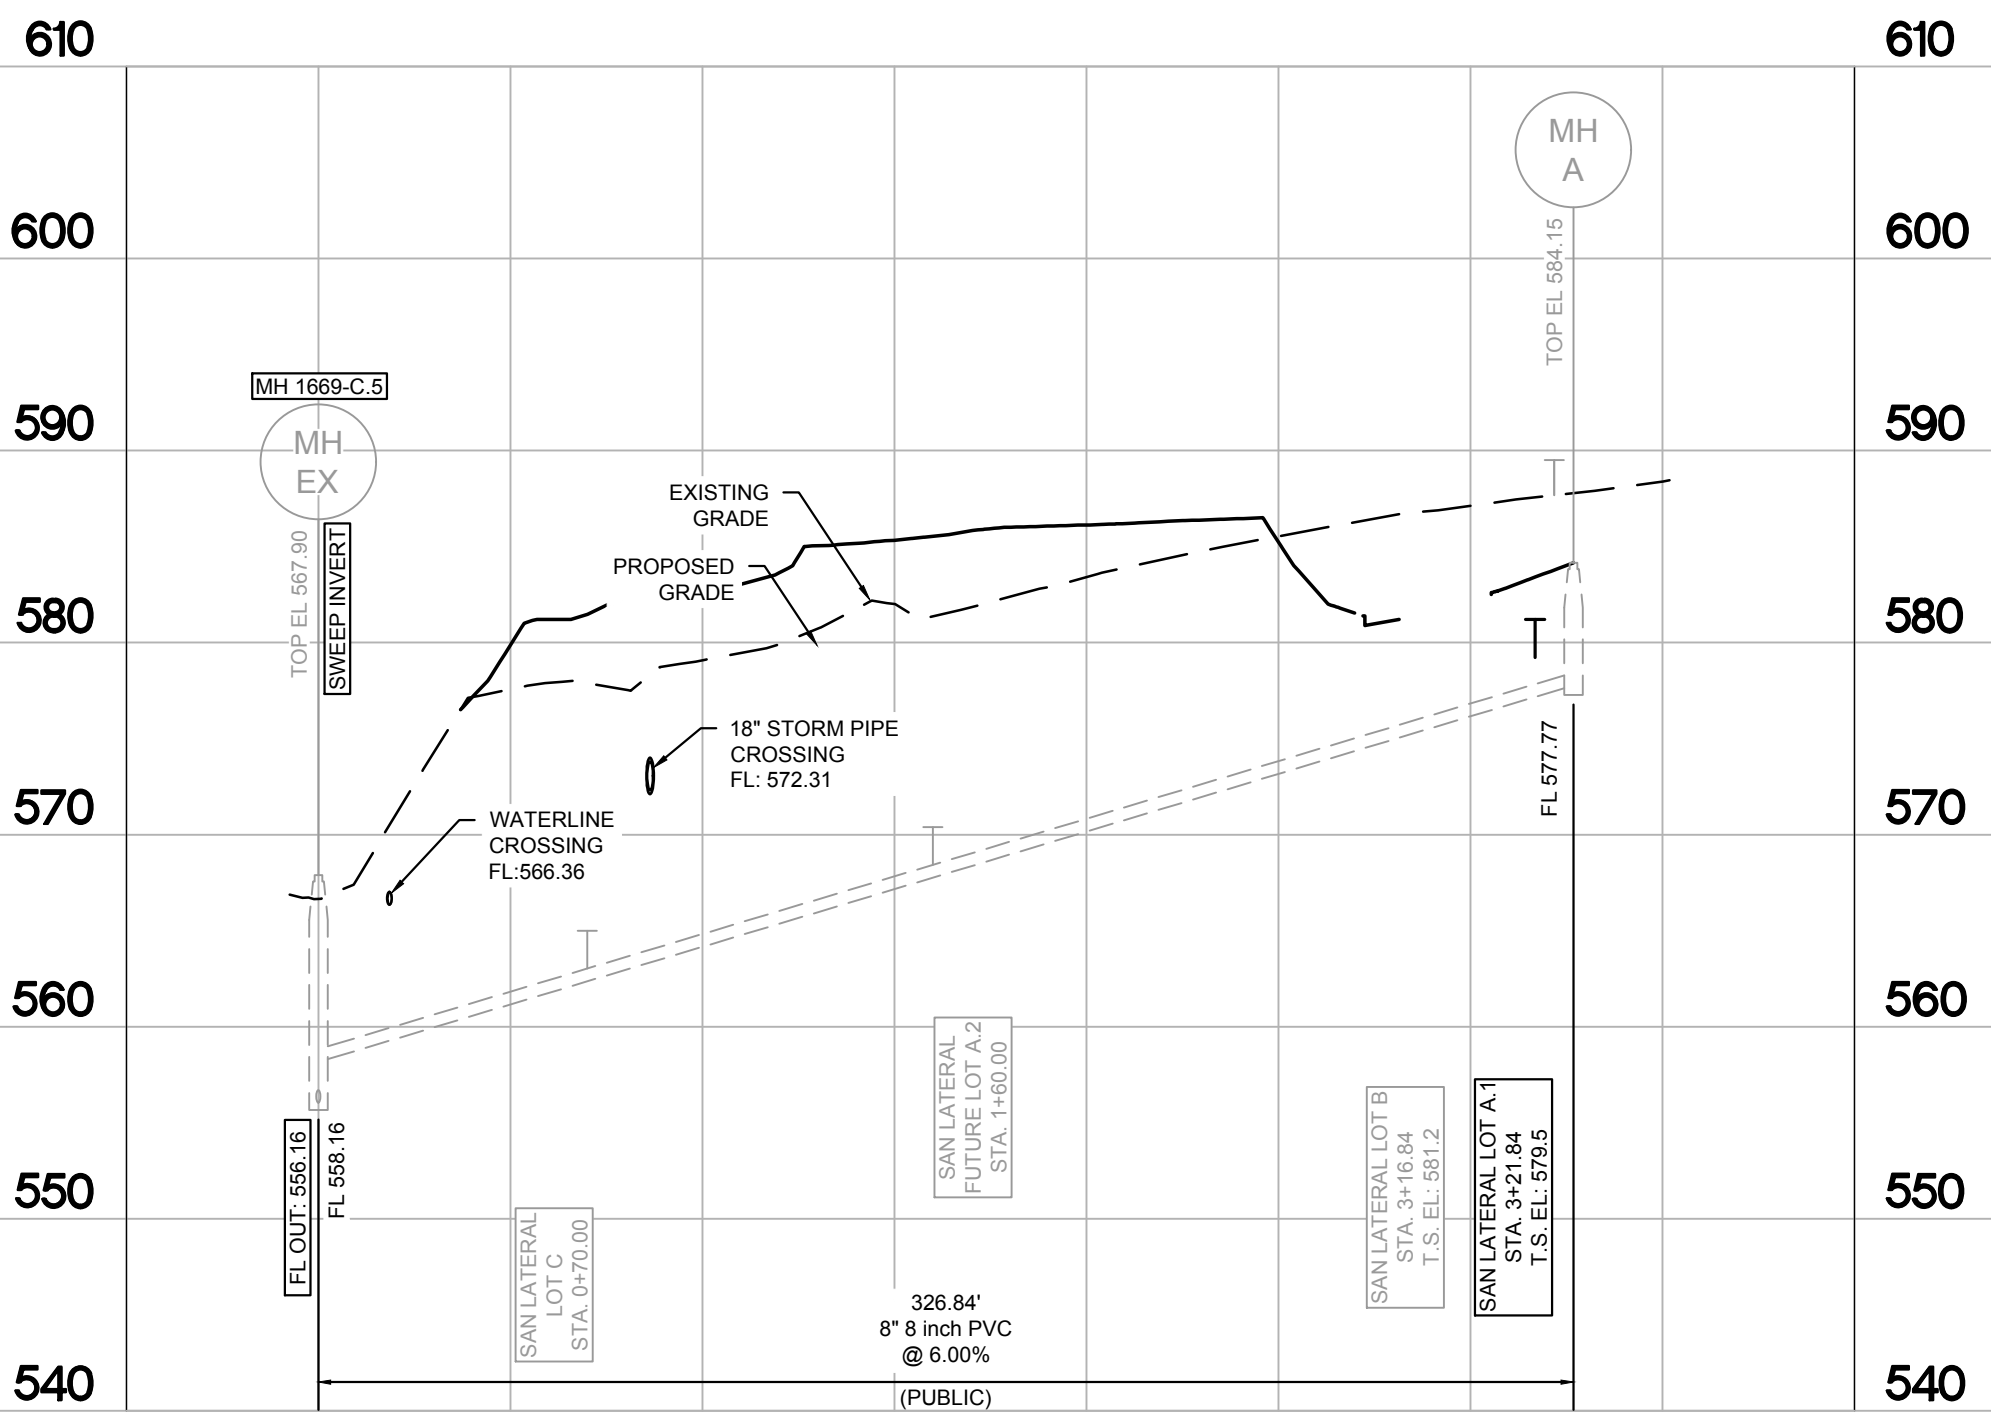 610
610
MH
A
600
600
TOP EL 584.15
MH 1669-C.5
590
590
MH
EX
TOP EL 567.90
SWEEP INVERT
EXISTING
GRADE
PROPOSED
GRADE
580
580
18" STORM PIPE
CROSSING
FL: 572.31
FL 577.77
570
570
WATERLINE
CROSSING
FL:566.36
560
560
FL OUT: 556.16
FL 558.16
SAN LATERAL
FUTURE LOT A.2
STA. 1+60.00
SAN LATERAL LOT B
STA. 3+16.84
T.S. EL: 581.2
SAN LATERAL LOT A.1
STA. 3+21.84
T.S. EL: 579.5
550
550
SAN LATERAL
LOT C
STA. 0+70.00
326.84'
8" 8 inch PVC
@ 6.00%
540
540
(PUBLIC)